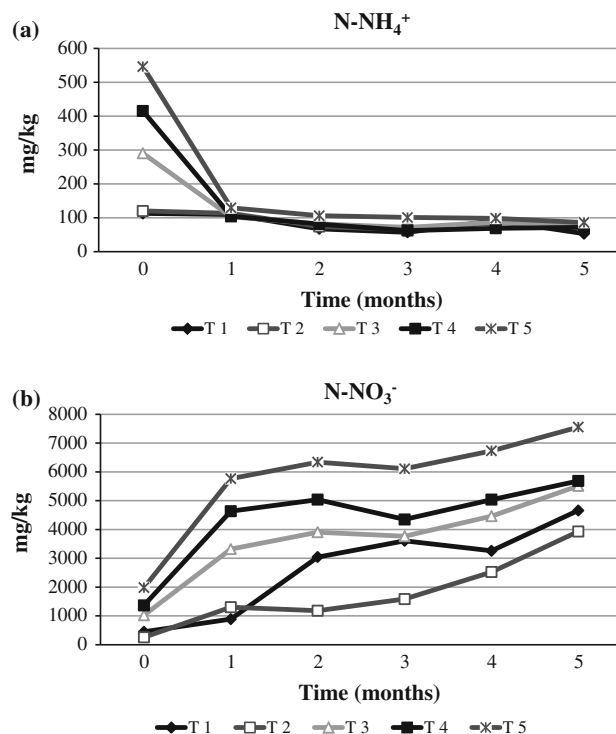 (a)
N-NH₄⁺
600
500
400
300
200
100
0
mg/kg
0 1 2 3 4 5
Time (months)
T 1 T 2 T 3 T 4 T 5
(b)
N-NO₃⁻
8000
7000
6000
5000
4000
3000
2000
1000
0
mg/kg
0 1 2 3 4 5
Time (months)
T 1 T 2 T 3 T 4 T 5